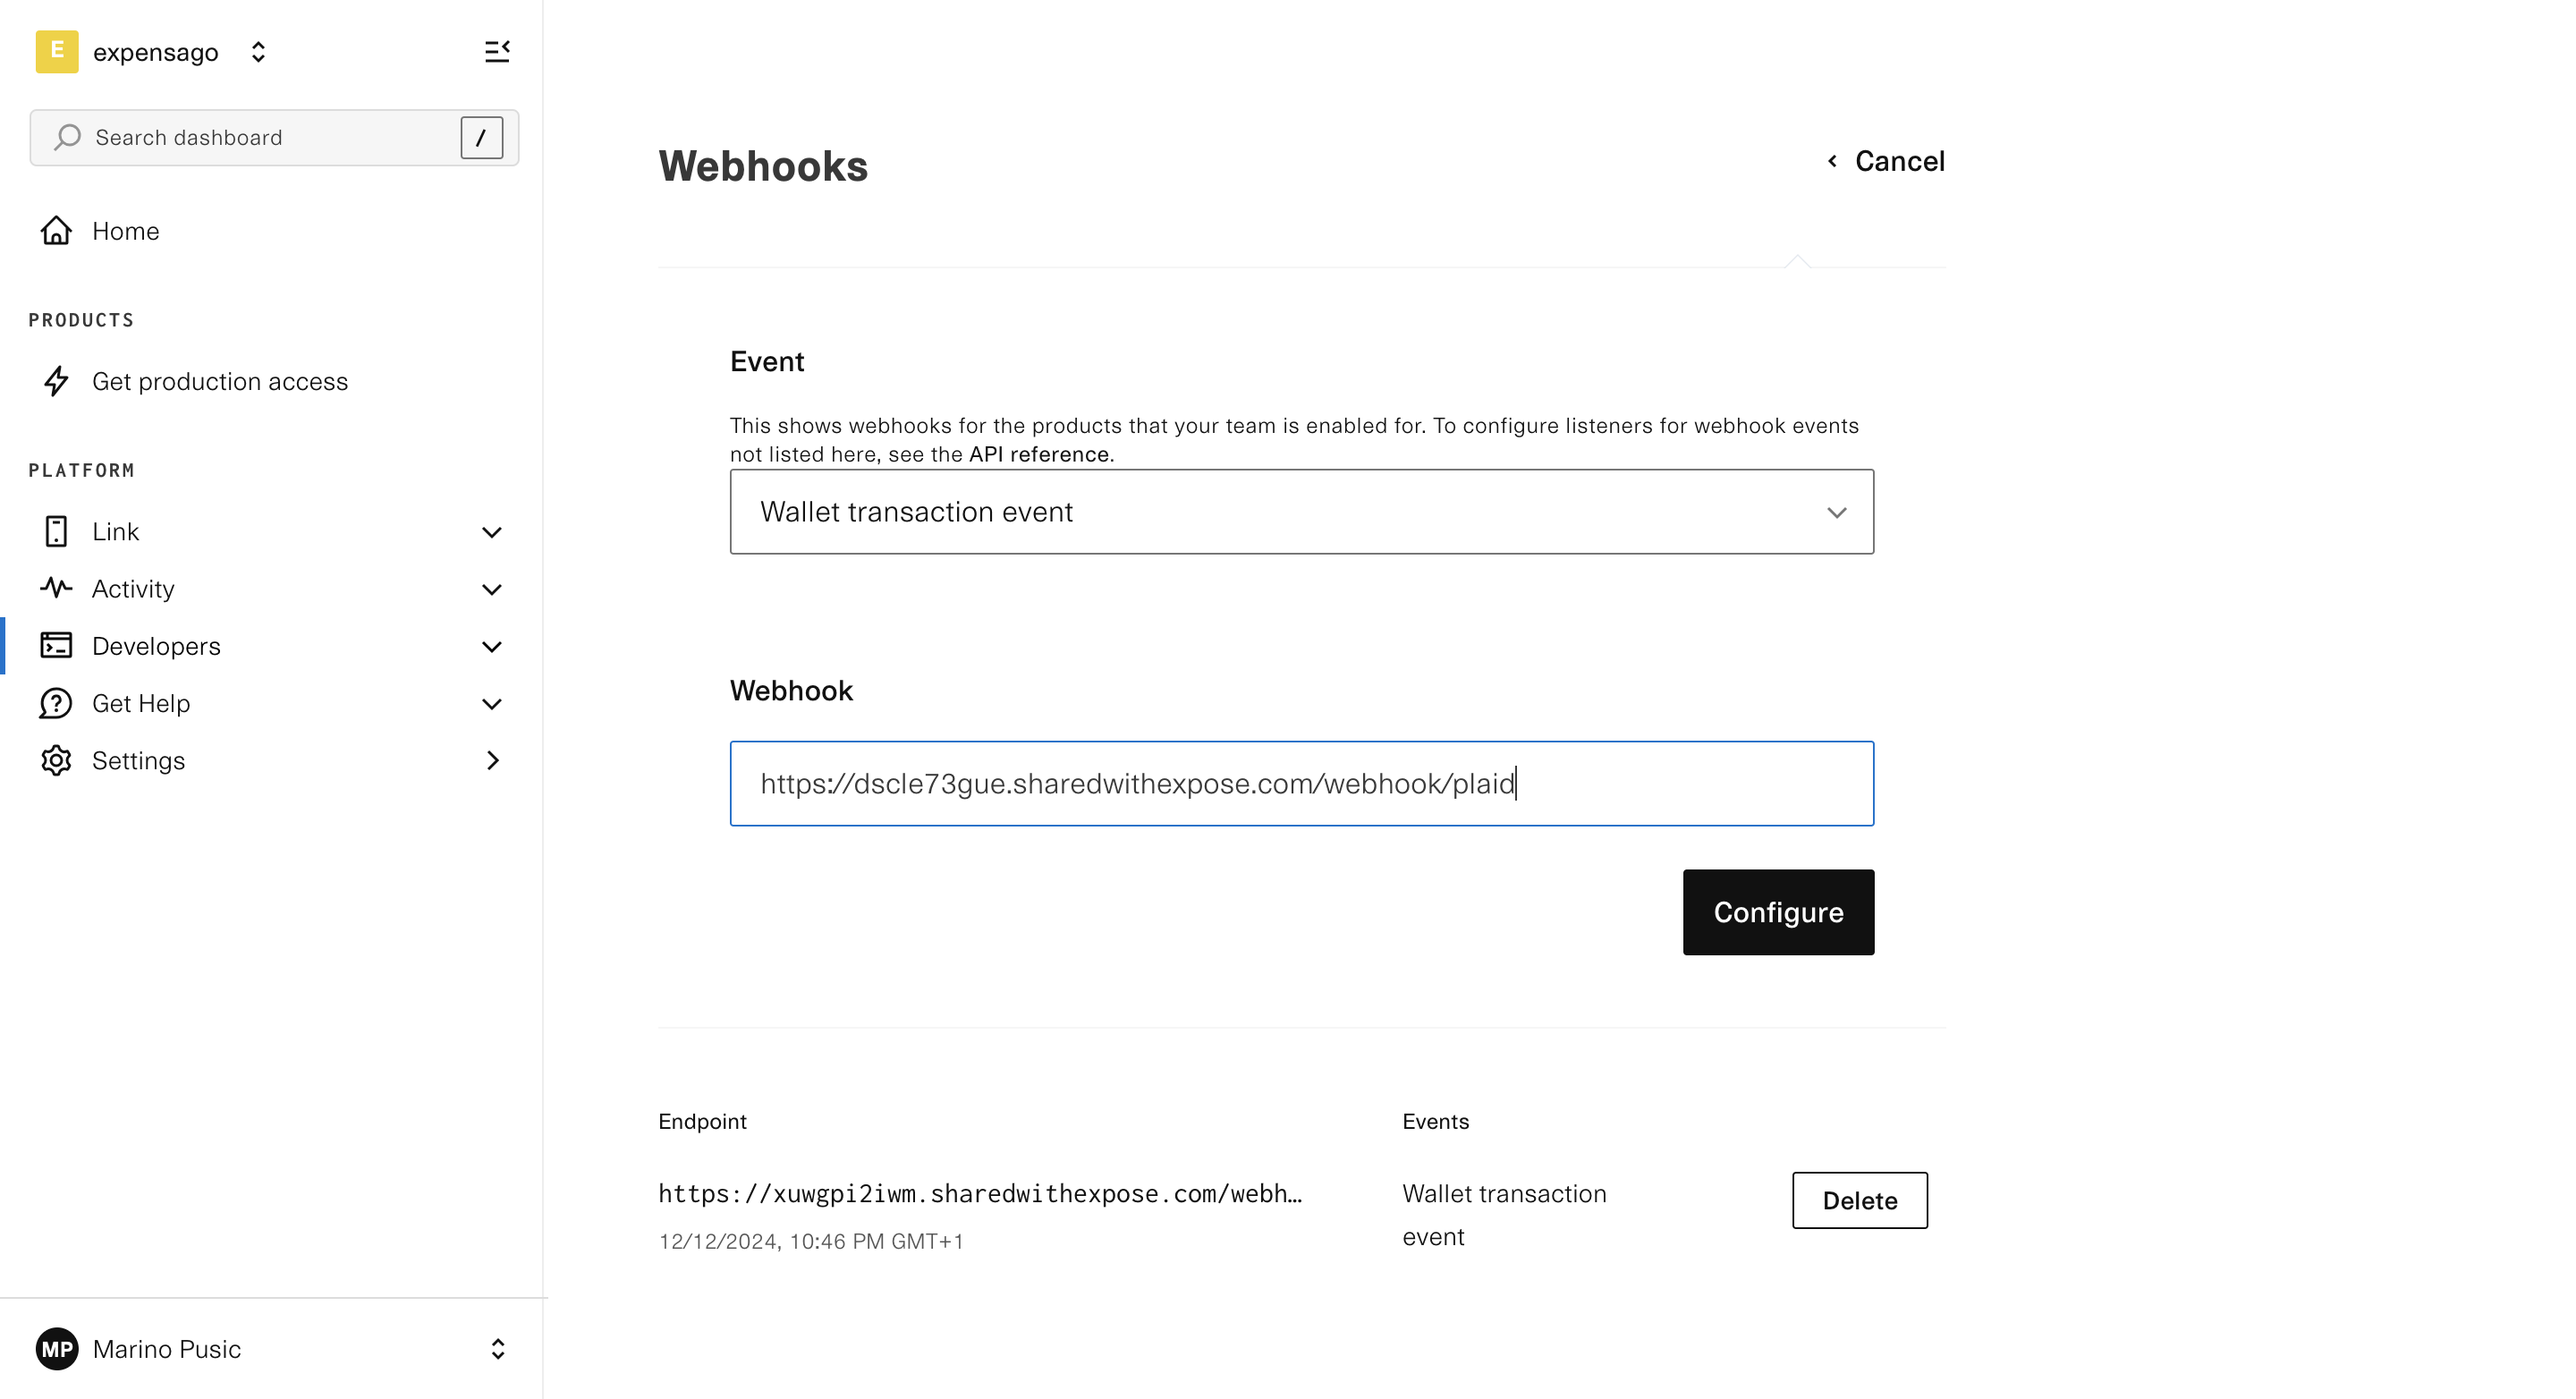 E
expensago
Search dashboard
/
Home
PRODUCTS
Get production access
PLATFORM
Link
Activity
Developers
Get Help
Settings
MP
Marino Pusic
Webhooks
Cancel
Event
This shows webhooks for the products that your team is enabled for. To configure listeners for webhook events
not listed here, see the API reference.
Wallet transaction event
Webhook
https://dscle73gue.sharedwithexpose.com/webhook/plaid
Configure
Endpoint
Events
https://xuwgpi2iwm.sharedwithexpose.com/webh…
12/12/2024, 10:46 PM GMT+1
Wallet transaction
event
Delete